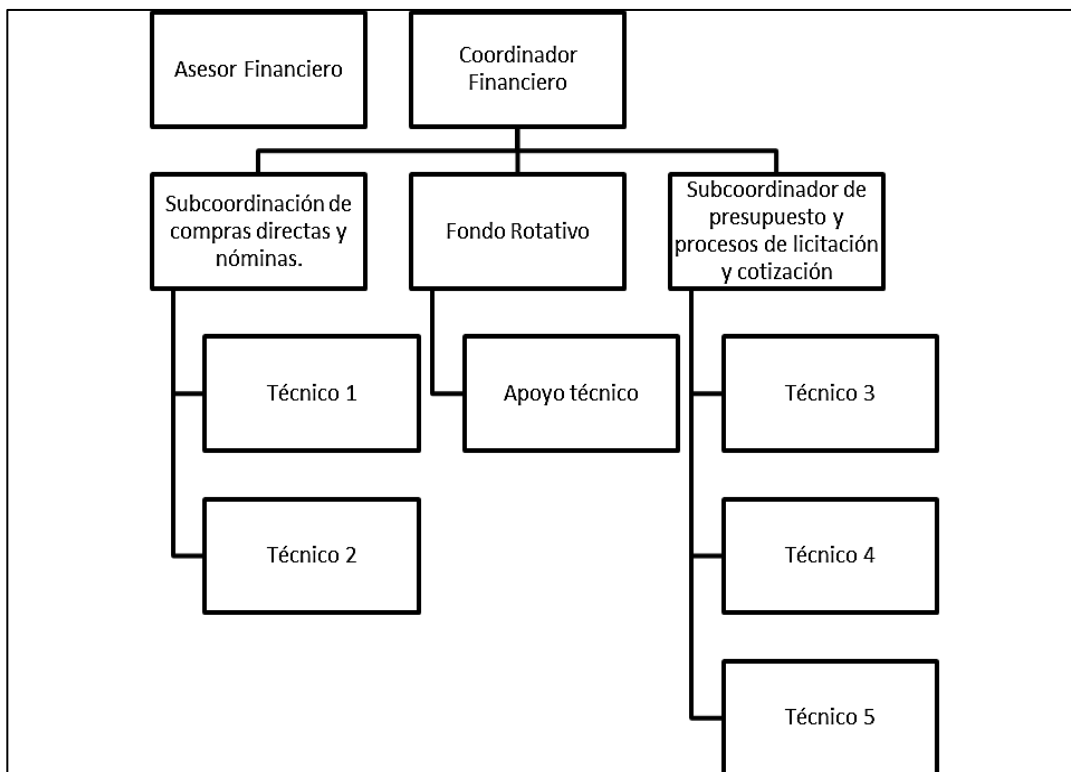 Asesor Financiero
Coordinador
Financiero
Subcoordinación de
compras directas y
nóminas.
Fondo Rotativo
Subcoordinador de
presupuesto y
procesos de licitación
y cotización
Técnico 1
Apoyo técnico
Técnico 3
Técnico 2
Técnico 4
Técnico 5